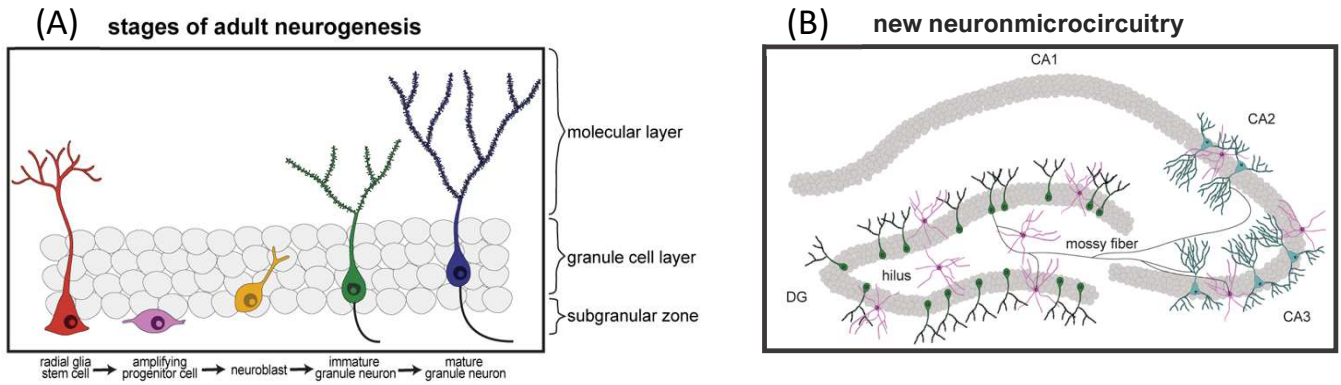 (A) stages of adult neurogenesis
molecular layer
granule cell layer
subgranular zone
radial glia
stem cell
amplifying
progenitor cell
neuroblast
immature
granule neuron
mature
granule neuron
(B) new neuronmicrocircuitry
CA1
CA2
mossy fiber
hilus
DG
CA3